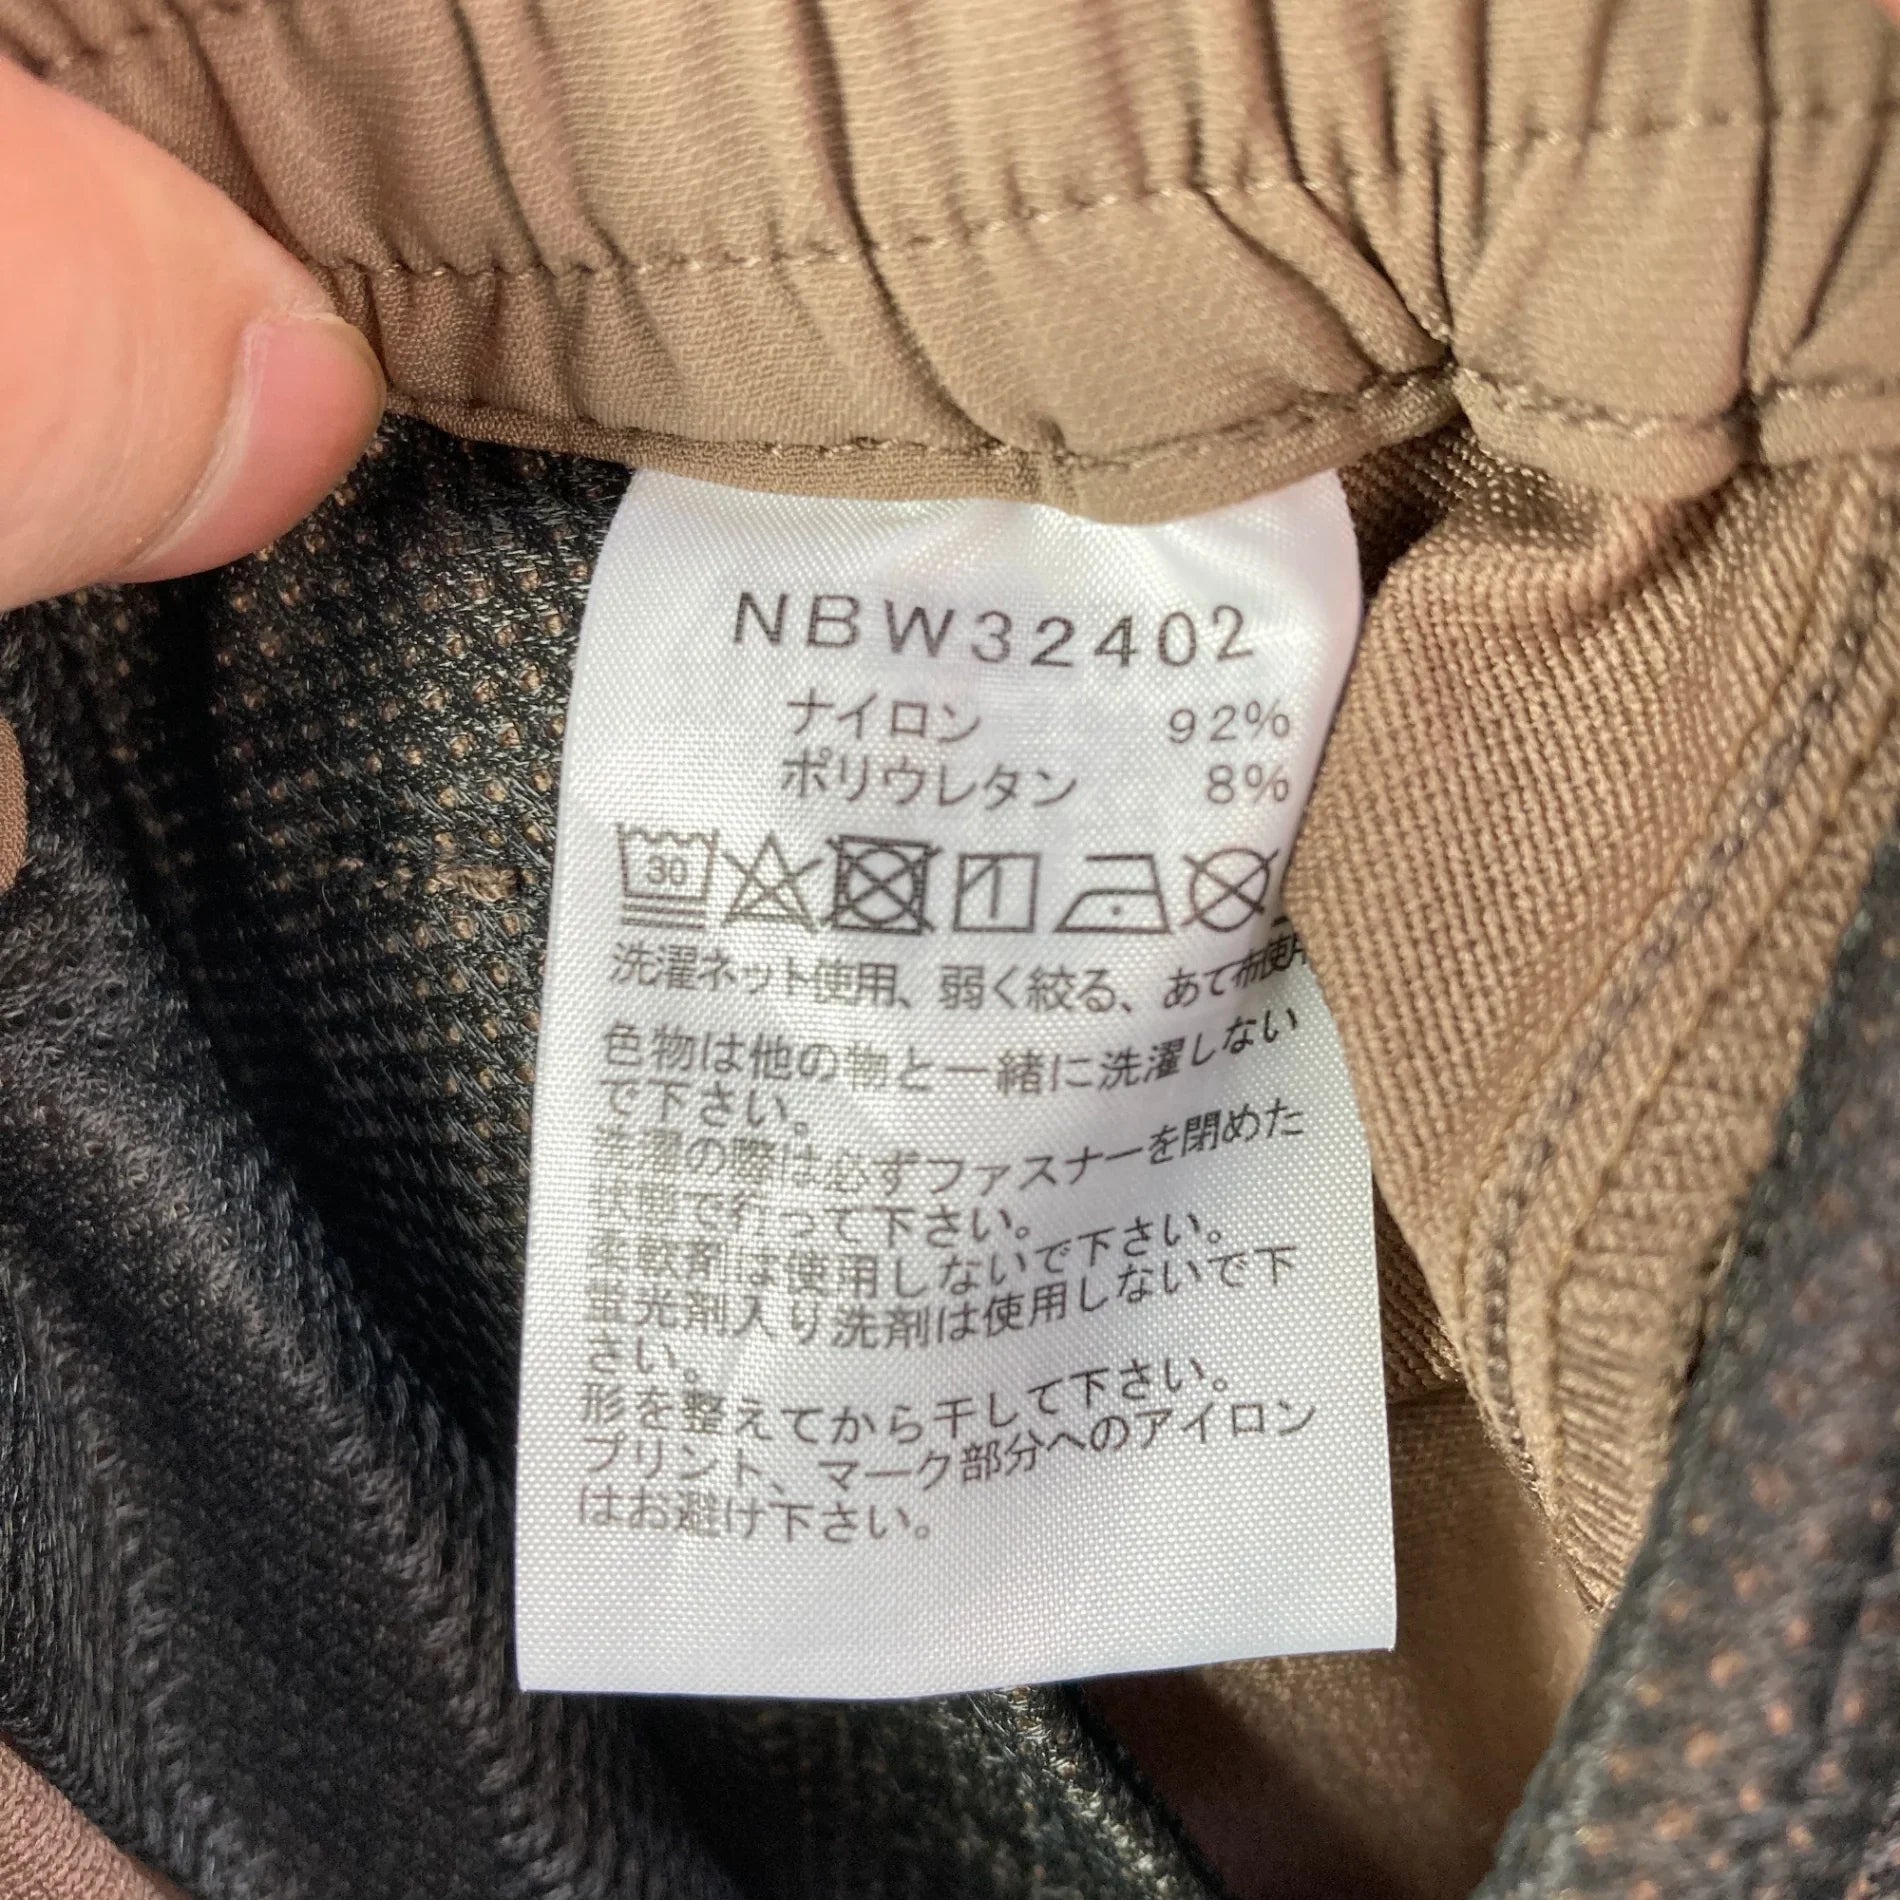 NBW32402
ナイロン 92%
ポリウレタン 8%
30
洗濯ネット使用、弱く絞る、あて布使用
色物は他の物と一緒に洗濯しない
で下さい。
洗濯の際は必ずファスナーを閉めた
状態で行って下さい。
柔軟剤は使用しないで下さい。
蛍光剤入り洗剤は使用しないで下
さい。
形を整えてから干して下さい。
プリント、マーク部分へのアイロン
はお避け下さい。